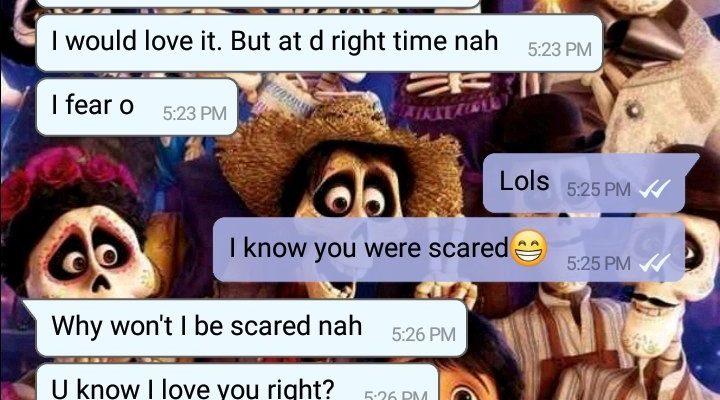 I would love it. But at d right time nah 5:23 PM
I fear o 5:23 PM
Lols 5:25 PM
I know you were scared😁 5:25 PM
Why won't I be scared nah 5:26 PM
U know I love you right? 5:26 PM